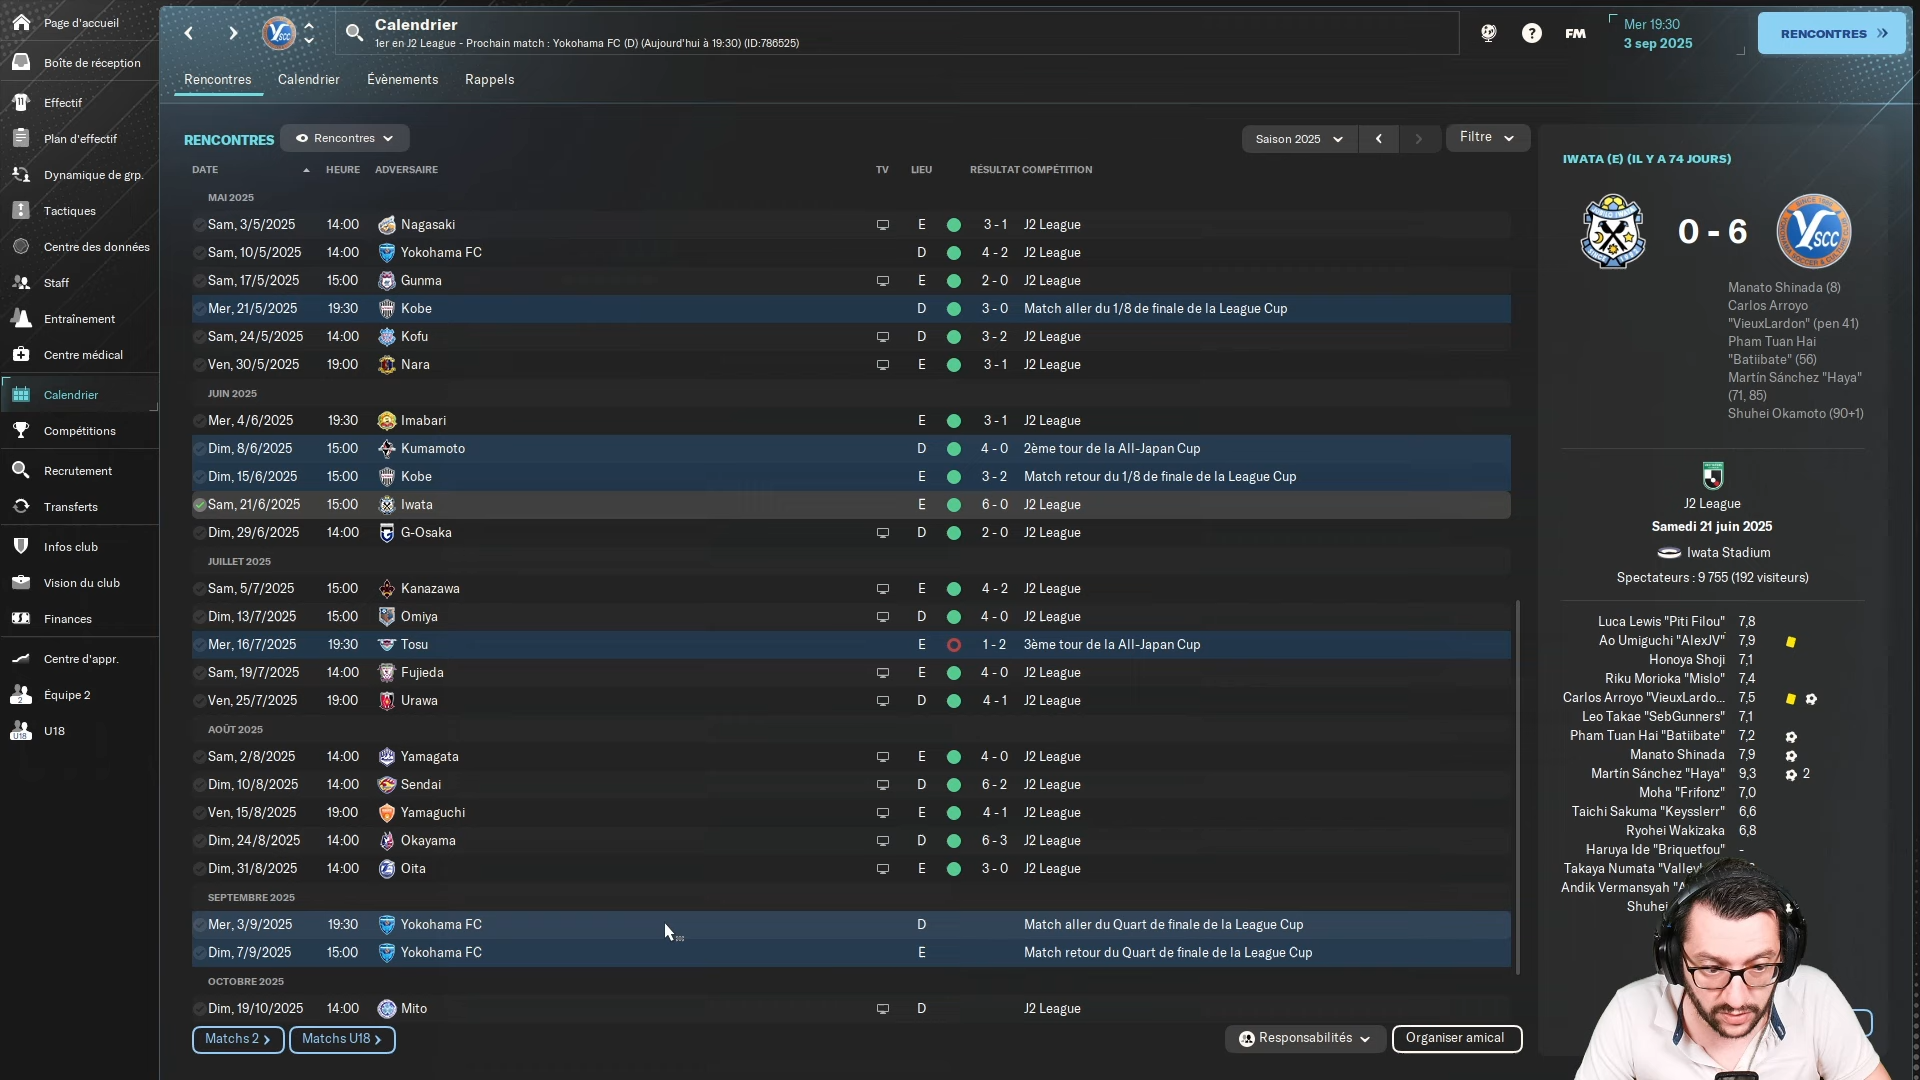 Page d'accueil
Boîte de réception
Effectif
Plan d'effectif
Dynamique de grp.
Tactiques
Centre des données
Staff
Entraînement
Centre médical
Calendrier
Compétitions
Recrutement
Transferts
Infos club
Vision du club
Finances
Centre d'appr.
Équipe 2
U18
Calendrier
1er en J2 League - Prochain match : Yokohama FC (D) (Aujourd'hui à 19:30) (ID:786525)
FM
Mer 19:30
3 sep 2025
RENCONTRES
Rencontres Calendrier Évènements Rappels
RENCONTRES Rencontres Saison 2025 Filtre
DATE HEURE ADVERSAIRE TV LIEU RÉSULTAT COMPÉTITION
MAI 2025
Sam, 3/5/2025 14:00 Nagasaki E 3 - 1 J2 League
Sam, 10/5/2025 14:00 Yokohama FC D 4 - 2 J2 League
Sam, 17/5/2025 15:00 Gunma E 2 - 0 J2 League
Mer, 21/5/2025 19:30 Kobe D 3 - 0 Match aller du 1/8 de finale de la League Cup
Sam, 24/5/2025 14:00 Kofu D 3 - 2 J2 League
Ven, 30/5/2025 19:00 Nara E 3 - 1 J2 League
JUIN 2025
Mer, 4/6/2025 19:30 Imabari E 3 - 1 J2 League
Dim, 8/6/2025 15:00 Kumamoto D 4 - 0 2ème tour de la All-Japan Cup
Dim, 15/6/2025 15:00 Kobe E 3 - 2 Match retour du 1/8 de finale de la League Cup
Sam, 21/6/2025 15:00 Iwata E 6 - 0 J2 League
Dim, 29/6/2025 14:00 G-Osaka D 2 - 0 J2 League
JUILLET 2025
Sam, 5/7/2025 15:00 Kanazawa E 4 - 2 J2 League
Dim, 13/7/2025 15:00 Omiya D 4 - 0 J2 League
Mer, 16/7/2025 19:30 Tosu E 1 - 2 3ème tour de la All-Japan Cup
Sam, 19/7/2025 14:00 Fujieda E 4 - 0 J2 League
Ven, 25/7/2025 19:00 Urawa D 4 - 1 J2 League
AOÛT 2025
Sam, 2/8/2025 14:00 Yamagata E 4 - 0 J2 League
Dim, 10/8/2025 14:00 Sendai D 6 - 2 J2 League
Ven, 15/8/2025 19:00 Yamaguchi E 4 - 1 J2 League
Dim, 24/8/2025 14:00 Okayama D 6 - 3 J2 League
Dim, 31/8/2025 14:00 Oita E 3 - 0 J2 League
SEPTEMBRE 2025
Mer, 3/9/2025 19:30 Yokohama FC D Match aller du Quart de finale de la League Cup
Dim, 7/9/2025 15:00 Yokohama FC E Match retour du Quart de finale de la League Cup
OCTOBRE 2025
Dim, 19/10/2025 14:00 Mito D J2 League
Matchs 2 Matchs U18 Responsabilités Organiser amical
IWATA (E) (IL Y A 74 JOURS)
0 - 6
YSCC
Manato Shinada (8)
Carlos Arroyo
"VieuxLardon" (pen 41)
Pham Tuan Hai
"Batiibate" (56)
Martín Sánchez "Haya"
(71, 85)
Shuhei Okamoto (90+1)
J2 League
Samedi 21 juin 2025
Iwata Stadium
Spectateurs : 9 755 (192 visiteurs)
Luca Lewis "Piti Filou" 7,8
Ao Umiguchi "AlexJV" 7,9
Honoya Shoji 7,1
Riku Morioka "Mislo" 7,4
Carlos Arroyo "VieuxLardo... 7,5
Leo Takae "SebGunners" 7,1
Pham Tuan Hai "Batiibate" 7,2
Manato Shinada 7,9
Martín Sánchez "Haya" 9,3 2
Moha "Frifonz" 7,0
Taichi Sakuma "Keysslerr" 6,6
Ryohei Wakizaka 6,8
Haruya Ide "Briquetfou" -
Takaya Numata
Andik Vermansyah
Shuhei